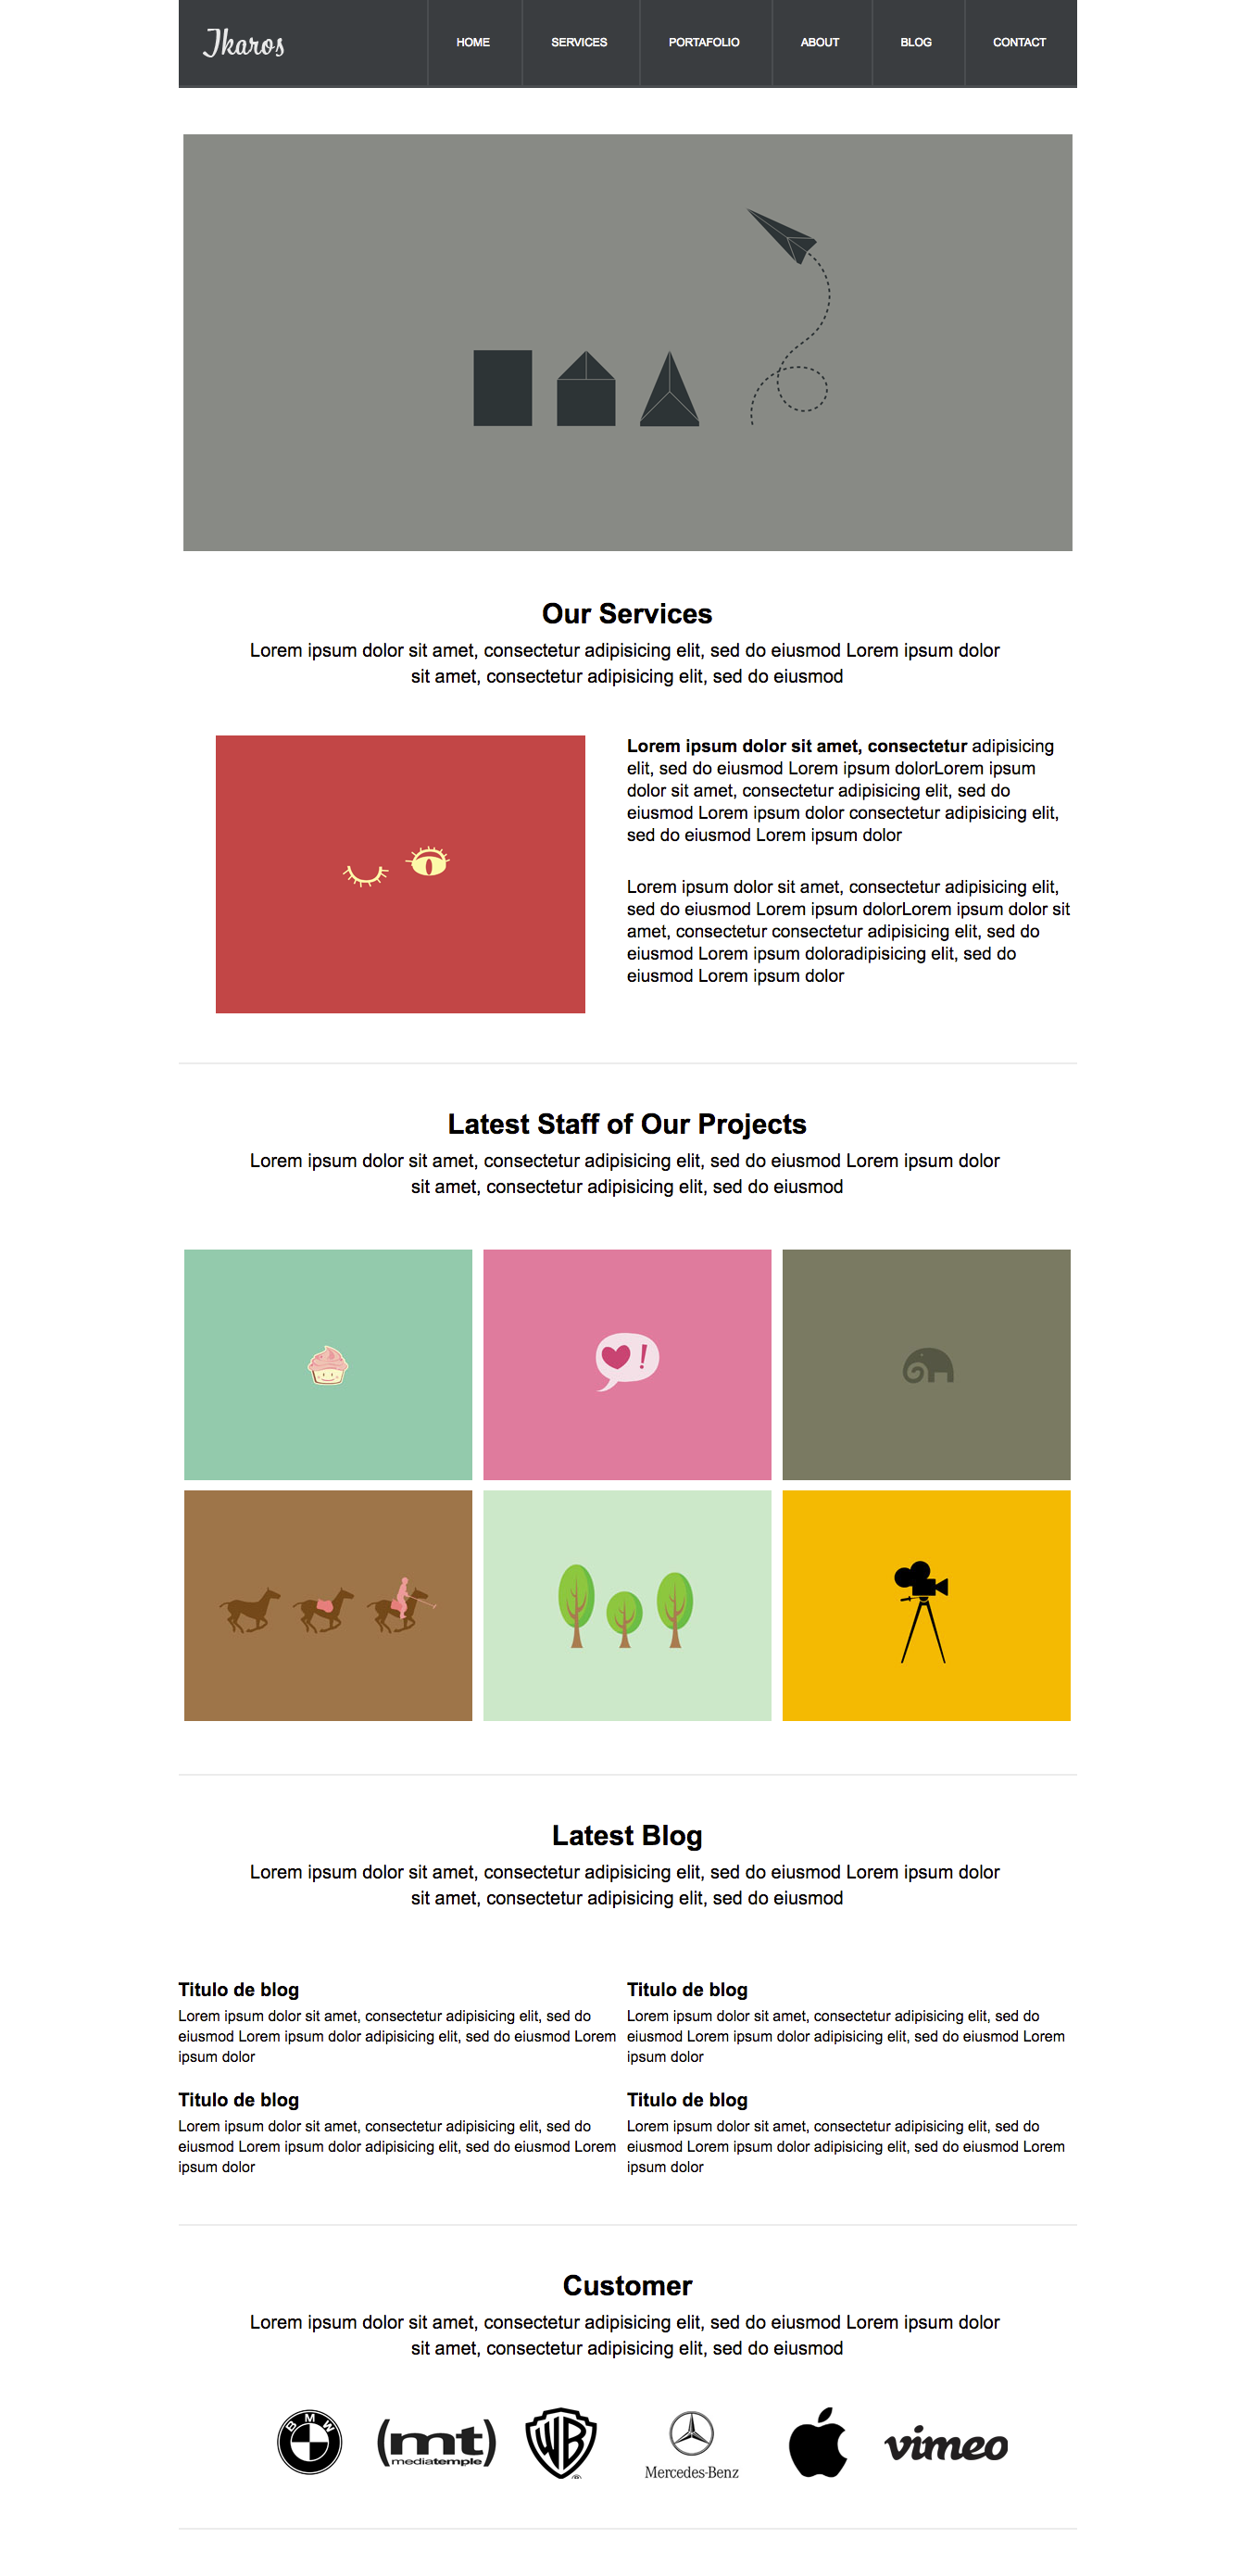 Ikaros
HOME SERVICES PORTAFOLIO ABOUT BLOG CONTACT
Our Services
Lorem ipsum dolor sit amet, consectetur adipisicing elit, sed do eiusmod Lorem ipsum dolor
sit amet, consectetur adipisicing elit, sed do eiusmod
Lorem ipsum dolor sit amet, consectetur adipisicing
elit, sed do eiusmod Lorem ipsum dolorLorem ipsum
dolor sit amet, consectetur adipisicing elit, sed do
eiusmod Lorem ipsum dolor consectetur adipisicing elit,
sed do eiusmod Lorem ipsum dolor
Lorem ipsum dolor sit amet, consectetur adipisicing elit,
sed do eiusmod Lorem ipsum dolorLorem ipsum dolor sit
amet, consectetur consectetur adipisicing elit, sed do
eiusmod Lorem ipsum doloradipisicing elit, sed do
eiusmod Lorem ipsum dolor
Latest Staff of Our Projects
Lorem ipsum dolor sit amet, consectetur adipisicing elit, sed do eiusmod Lorem ipsum dolor
sit amet, consectetur adipisicing elit, sed do eiusmod
!
Latest Blog
Lorem ipsum dolor sit amet, consectetur adipisicing elit, sed do eiusmod Lorem ipsum dolor
sit amet, consectetur adipisicing elit, sed do eiusmod
Titulo de blog
Lorem ipsum dolor sit amet, consectetur adipisicing elit, sed do
eiusmod Lorem ipsum dolor adipisicing elit, sed do eiusmod Lorem
ipsum dolor
Titulo de blog
Lorem ipsum dolor sit amet, consectetur adipisicing elit, sed do
eiusmod Lorem ipsum dolor adipisicing elit, sed do eiusmod Lorem
ipsum dolor
Titulo de blog
Lorem ipsum dolor sit amet, consectetur adipisicing elit, sed do
eiusmod Lorem ipsum dolor adipisicing elit, sed do eiusmod Lorem
ipsum dolor
Titulo de blog
Lorem ipsum dolor sit amet, consectetur adipisicing elit, sed do
eiusmod Lorem ipsum dolor adipisicing elit, sed do eiusmod Lorem
ipsum dolor
Customer
Lorem ipsum dolor sit amet, consectetur adipisicing elit, sed do eiusmod Lorem ipsum dolor
sit amet, consectetur adipisicing elit, sed do eiusmod
BMW
(mt)
mediatemple
WB
®
Mercedes-Benz
vimeo